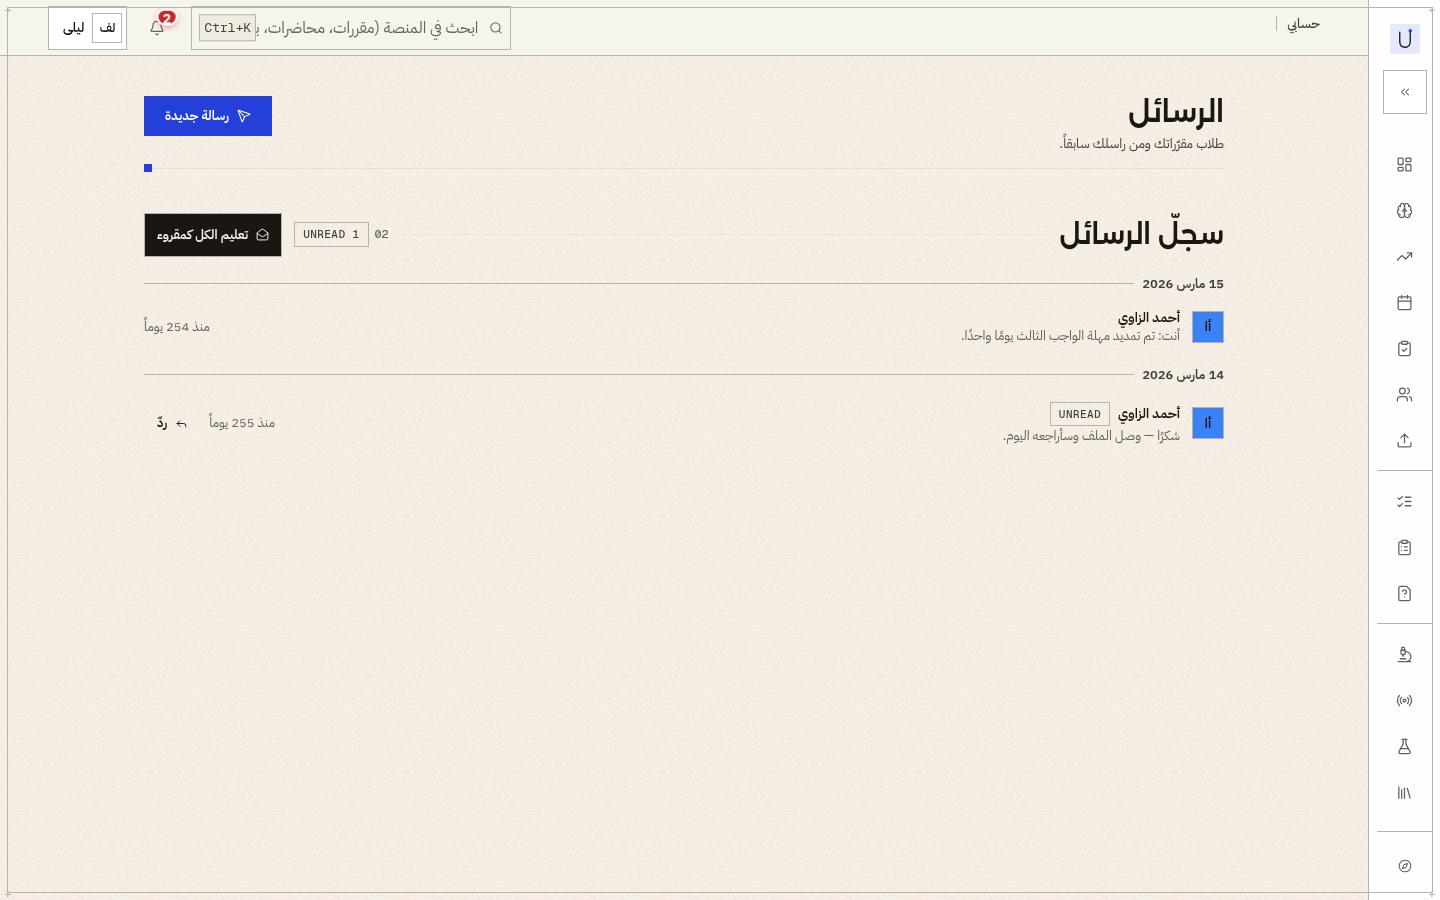 حسابي
ابحث في المنصة (مقررات، محاضرات، ب
Ctrl+K
2
لف
ليلى
الرسائل
طلاب مقرّراتك ومن راسلك سابقاً.
رسالة جديدة
سجلّ الرسائل
02
UNREAD 1
تعليم الكل كمقروء
15 مارس 2026
أا
أحمد الزاوي
أنت: تم تمديد مهلة الواجب الثالث يومًا واحدًا.
منذ 254 يوماً
14 مارس 2026
أا
أحمد الزاوي
UNREAD
شكرًا — وصل الملف وسأراجعه اليوم.
منذ 255 يوماً
ردّ